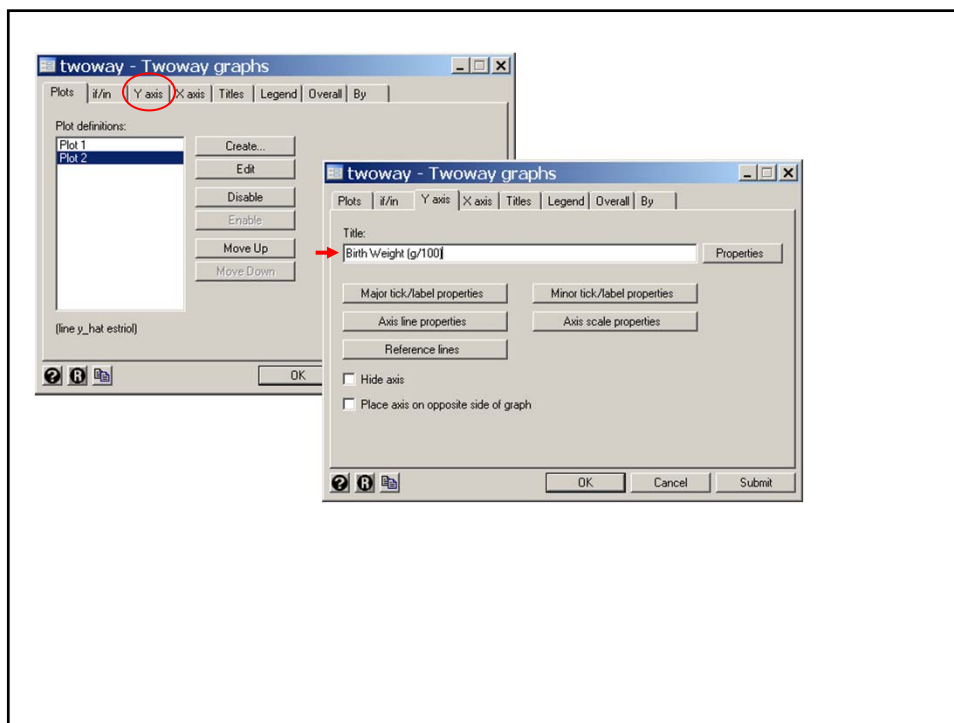 twoway - Twoway graphs
Plots if/in Y axis X axis Titles Legend Overall By
Plot definitions:
Plot 1
Plot 2
Create...
Edit
Disable
Enable
Move Up
Move Down
(line y_hat estriol)
? R
OK
twoway - Twoway graphs
Plots if/in Y axis X axis Titles Legend Overall By
Title:
Birth Weight (g/100)
Properties
Major tick/label properties
Minor tick/label properties
Axis line properties
Axis scale properties
Reference lines
Hide axis
Place axis on opposite side of graph
? R
OK Cancel Submit